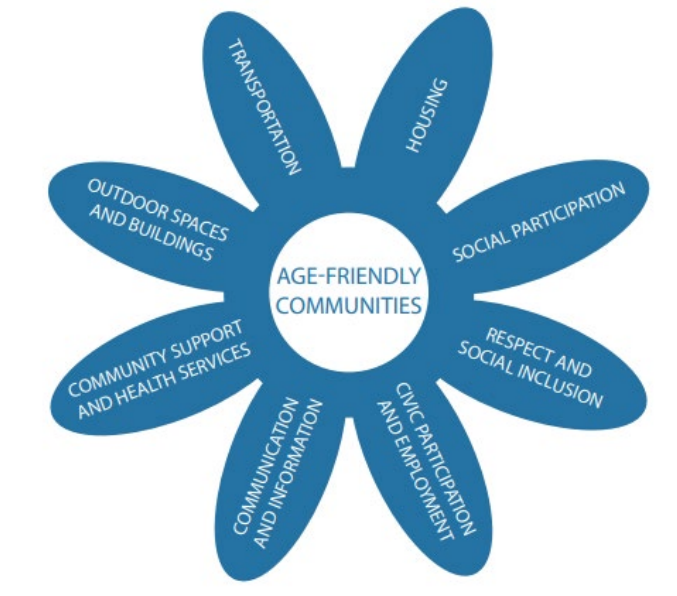 TRANSPORTATION
HOUSING
OUTDOOR SPACES
AND BUILDINGS
SOCIAL PARTICIPATION
AGE-FRIENDLY
COMMUNITIES
COMMUNITY SUPPORT
AND HEALTH SERVICES
RESPECT AND
SOCIAL INCLUSION
COMMUNICATION
AND INFORMATION
CIVIC PARTICIPATION
AND EMPLOYMENT